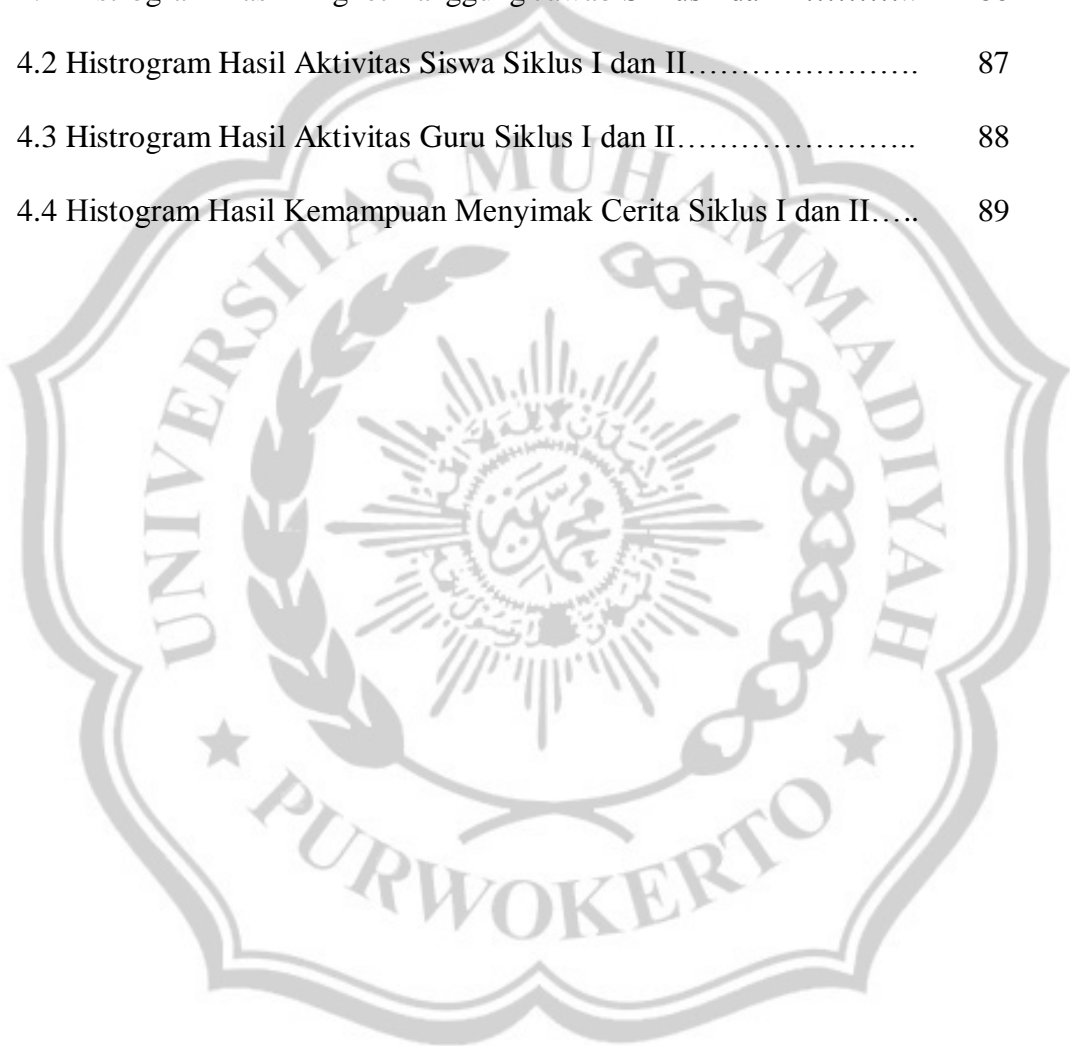 4.2 Histrogram Hasil Aktivitas Siswa Siklus I dan II…………………. 87
4.3 Histrogram Hasil Aktivitas Guru Siklus I dan II………………….. 88
4.4 Histogram Hasil Kemampuan Menyimak Cerita Siklus I dan II….. 89
UNIVERSITAS MUHAMMADIYAH
PURWOKERTO